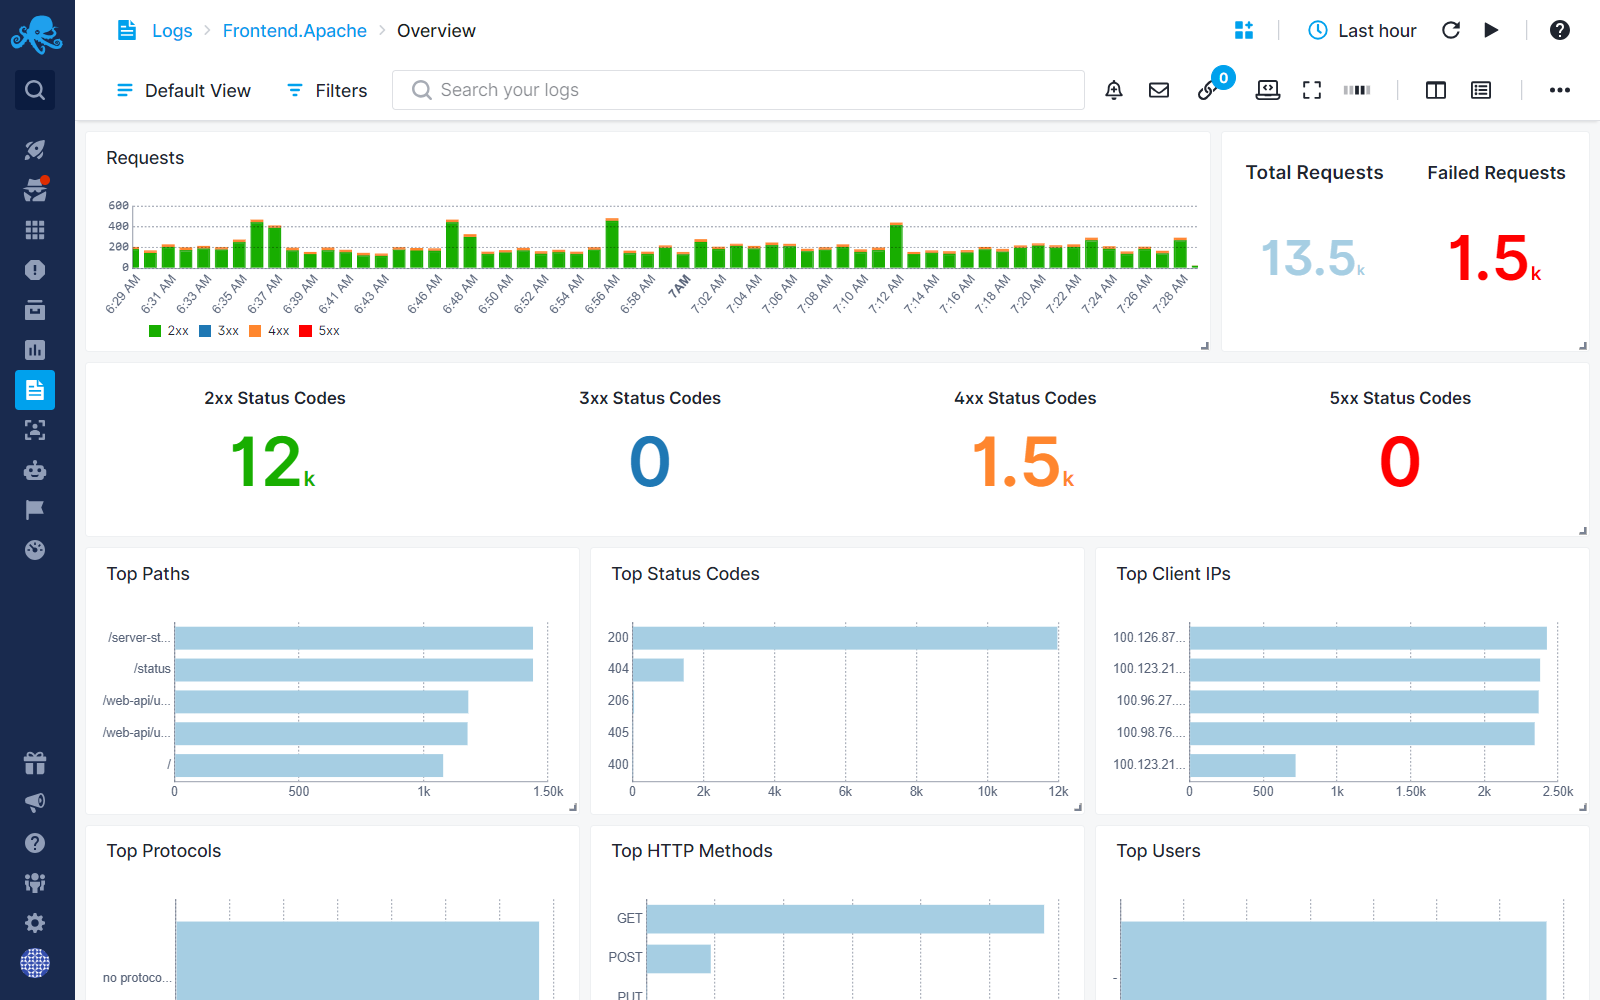 Logs > Frontend.Apache > Overview
Last hour
Default View
Filters
Search your logs
0
Requests
600
400
200
0
6:29 AM 6:31 AM 6:33 AM 6:35 AM 6:37 AM 6:39 AM 6:41 AM 6:43 AM 6:46 AM 6:48 AM 6:50 AM 6:52 AM 6:54 AM 6:56 AM 6:58 AM 7AM 7:02 AM 7:04 AM 7:06 AM 7:08 AM 7:10 AM 7:12 AM 7:14 AM 7:16 AM 7:18 AM 7:20 AM 7:22 AM 7:24 AM 7:26 AM 7:28 AM
2xx 3xx 4xx 5xx
Total Requests
13.5k
Failed Requests
1.5k
2xx Status Codes
12k
3xx Status Codes
0
4xx Status Codes
1.5k
5xx Status Codes
0
Top Paths
/server-st...
/status
/web-api/u...
/web-api/u...
/
0 500 1k 1.50k
Top Status Codes
200
404
206
405
400
0 2k 4k 6k 8k 10k 12k
Top Client IPs
100.126.87...
100.123.21...
100.96.27....
100.98.76....
100.123.21...
0 500 1k 1.50k 2k 2.50k
Top Protocols
no protoco...
Top HTTP Methods
GET
POST
PUT
Top Users
-